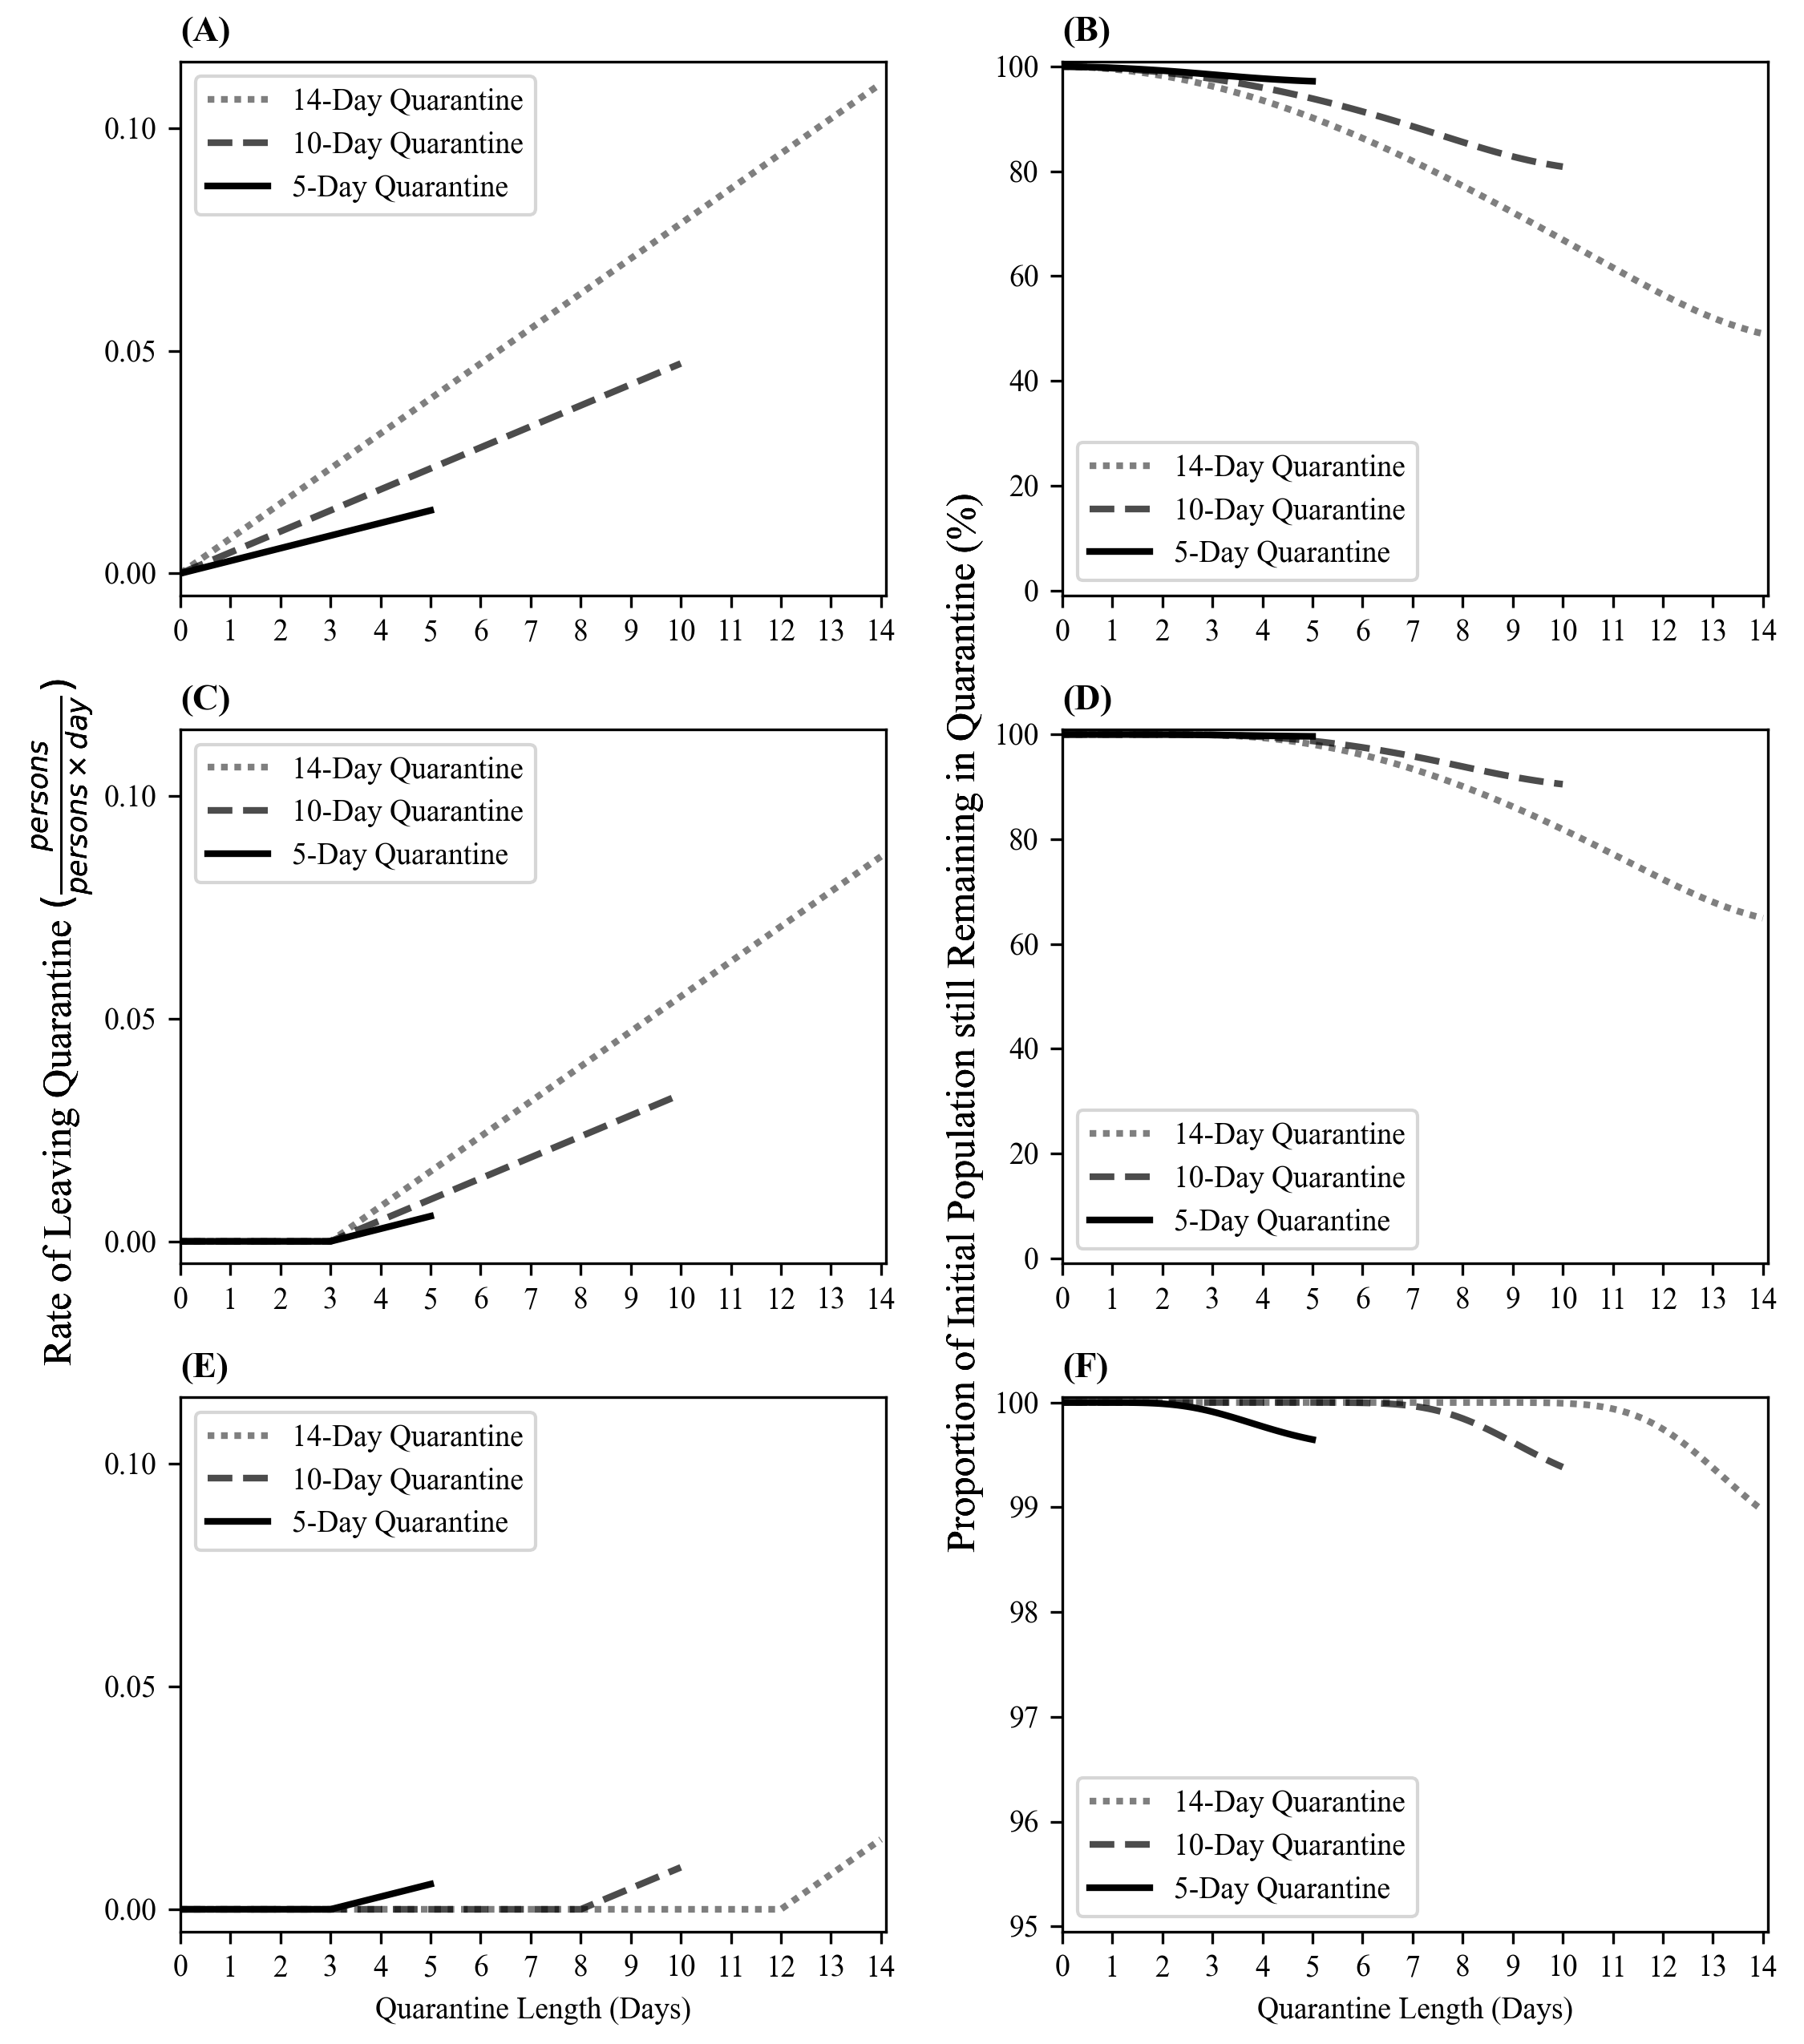 (A)
14-Day Quarantine
10-Day Quarantine
5-Day Quarantine
0.10
0.05
0.00
0 1 2 3 4 5 6 7 8 9 10 11 12 13 14
(B)
100
80
60
40
20
0
14-Day Quarantine
10-Day Quarantine
5-Day Quarantine
0 1 2 3 4 5 6 7 8 9 10 11 12 13 14
Rate of Leaving Quarantine (persons / persons × day)
Proportion of Initial Population still Remaining in Quarantine (%)
(C)
14-Day Quarantine
10-Day Quarantine
5-Day Quarantine
0.10
0.05
0.00
0 1 2 3 4 5 6 7 8 9 10 11 12 13 14
(D)
100
80
60
40
20
0
14-Day Quarantine
10-Day Quarantine
5-Day Quarantine
0 1 2 3 4 5 6 7 8 9 10 11 12 13 14
(E)
14-Day Quarantine
10-Day Quarantine
5-Day Quarantine
0.10
0.05
0.00
0 1 2 3 4 5 6 7 8 9 10 11 12 13 14
Quarantine Length (Days)
(F)
100
99
98
97
96
95
14-Day Quarantine
10-Day Quarantine
5-Day Quarantine
0 1 2 3 4 5 6 7 8 9 10 11 12 13 14
Quarantine Length (Days)